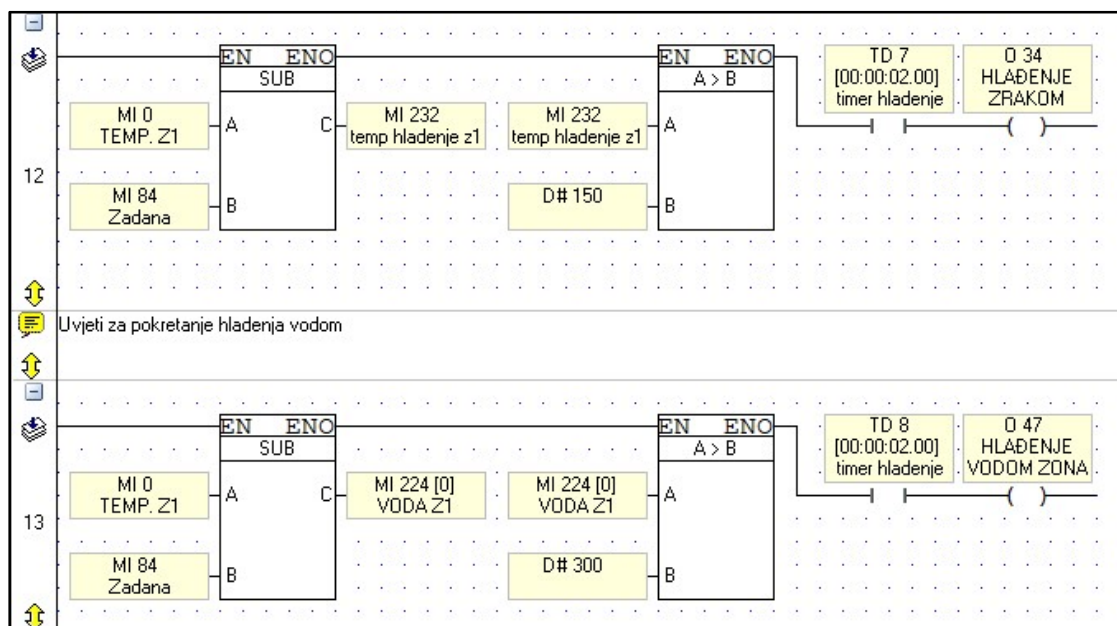 EN ENO
SUB
MI 0
TEMP. Z1
A
C
MI 232
temp hladenje z1
MI 84
Zadana
B
MI 232
temp hladenje z1
EN ENO
A > B
A
D# 150
B
TD 7
[00:00:02.00]
timer hladenje
O 34
HLAĐENJE
ZRAKOM
12
Uvjeti za pokretanje hladenja vodom
EN ENO
SUB
MI 0
TEMP. Z1
A
C
MI 224 [0]
VODA Z1
MI 84
Zadana
B
MI 224 [0]
VODA Z1
EN ENO
A > B
A
D# 300
B
TD 8
[00:00:02.00]
timer hladenje
O 47
HLAĐENJE
VODOM ZONA
13